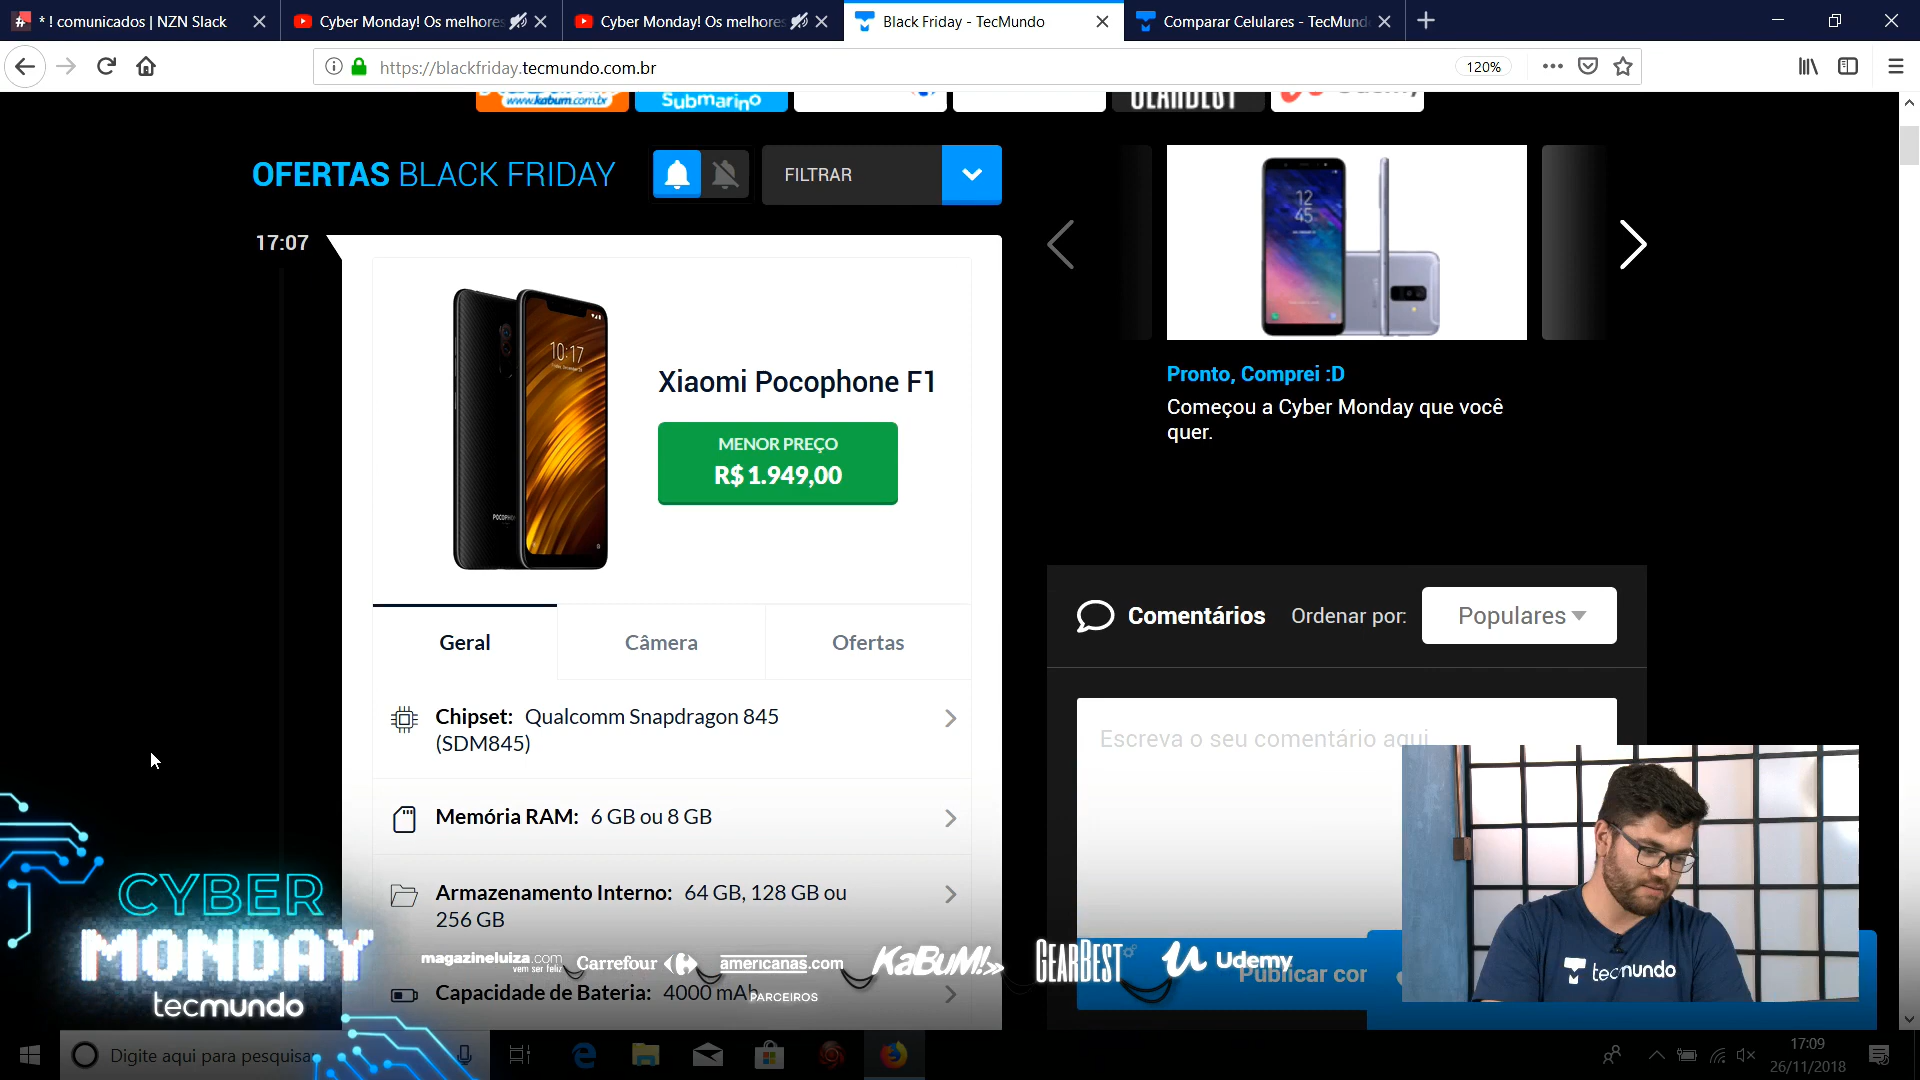 * ! comunicados | NZN Slack
Cyber Monday! Os melhores
Cyber Monday! Os melhores
Black Friday - TecMundo
Comparar Celulares - TecMund
https://blackfriday.tecmundo.com.br
120%
www.kabum.com.br
Submarino
GEARBEST
OFERTAS BLACK FRIDAY
FILTRAR
17:07
12
45
10:17
POCOPHON
Xiaomi Pocophone F1
MENOR PREÇO
R$ 1.949,00
Pronto, Comprei :D
Começou a Cyber Monday que você
quer.
Geral
Câmera
Ofertas
Comentários
Ordenar por:
Populares
Chipset: Qualcomm Snapdragon 845
(SDM845)
Escreva o seu comentário aqui
Memória RAM: 6 GB ou 8 GB
Armazenamento Interno: 64 GB, 128 GB ou
256 GB
CYBER
MONDAY
tecmundo
magazineluiza.com
vem ser feliz
Carrefour
americanas.com
KaBuM!
GEARBEST
Udemy
Publicar com
Capacidade de Bateria: 4000 mAh
PARCEIROS
tecmundo
Digite aqui para pesquisar
17:09
26/11/2018